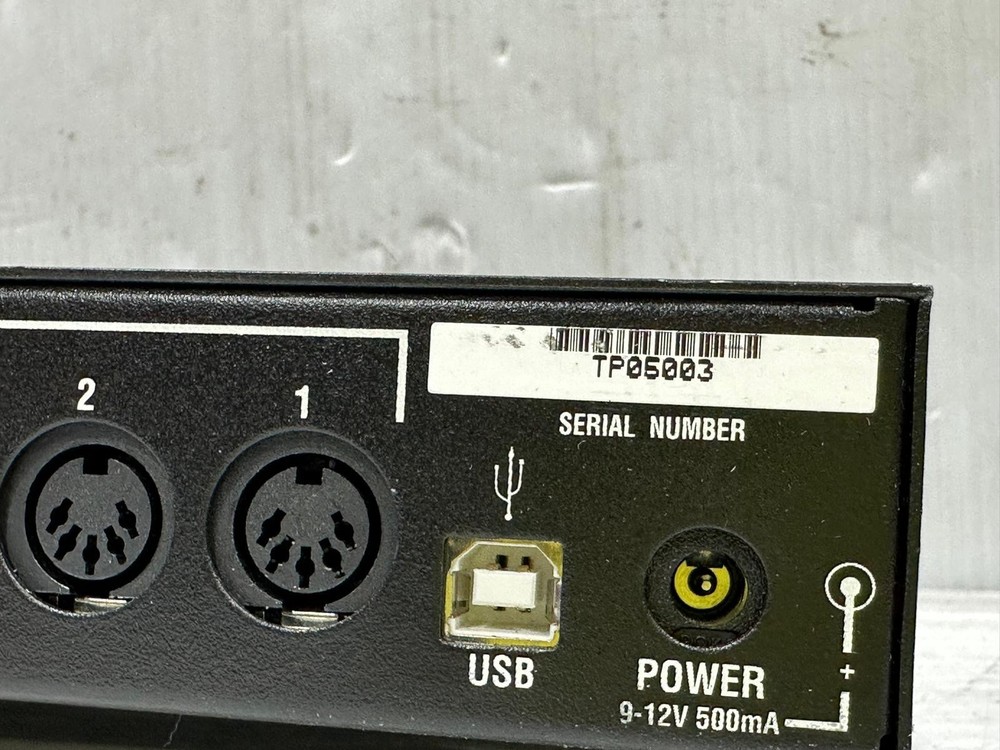 TP05003
SERIAL NUMBER
2
1
USB
POWER
+
9-12V 500mA